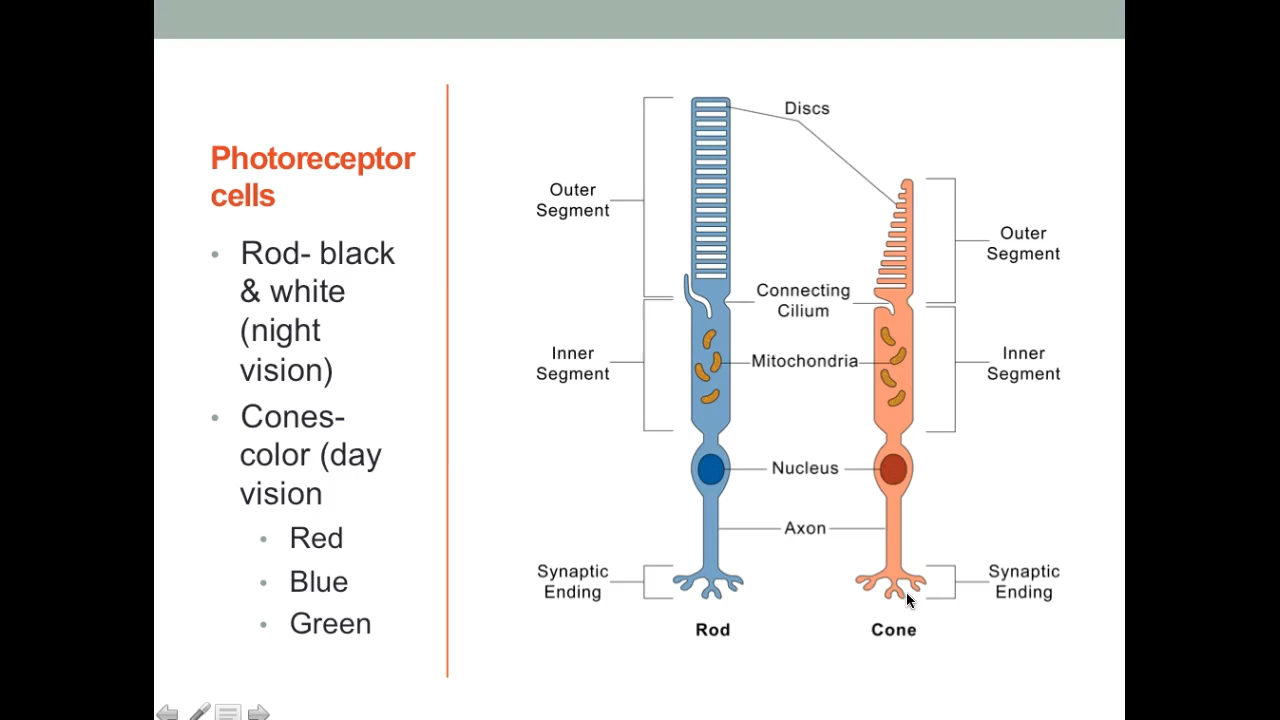 Photoreceptor
cells
• Rod- black
& white
(night
vision)
• Cones-
color (day
vision
• Red
• Blue
• Green
Discs
Outer
Segment
Outer
Segment
Connecting
Cilium
Inner
Segment
Mitochondria
Inner
Segment
Nucleus
Axon
Synaptic
Ending
Synaptic
Ending
Rod
Cone